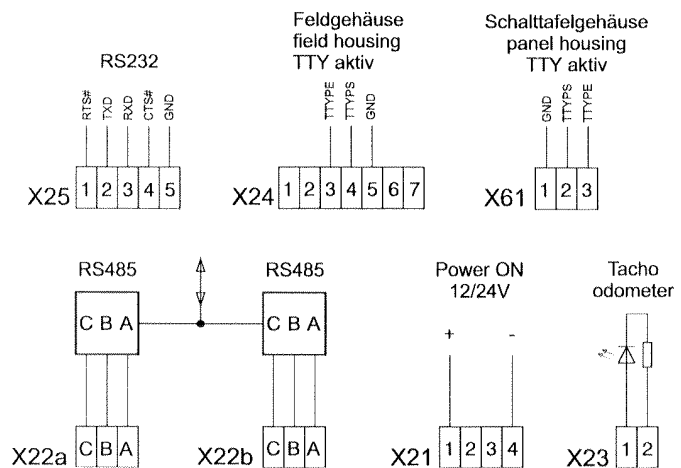 RS232
RTS#
TXD
RXD
CTS#
GND
X25 1 2 3 4 5
Feldgehäuse
field housing
TTY aktiv
TTYPE
TTYPS
GND
X24 1 2 3 4 5 6 7
Schalttafelgehäuse
panel housing
TTY aktiv
GND
TTYPS
TTYPE
X61 1 2 3
RS485
C B A
X22a C B A
RS485
C B A
X22b C B A
Power ON
12/24V
+ -
X21 1 2 3 4
Tacho
odometer
X23 1 2